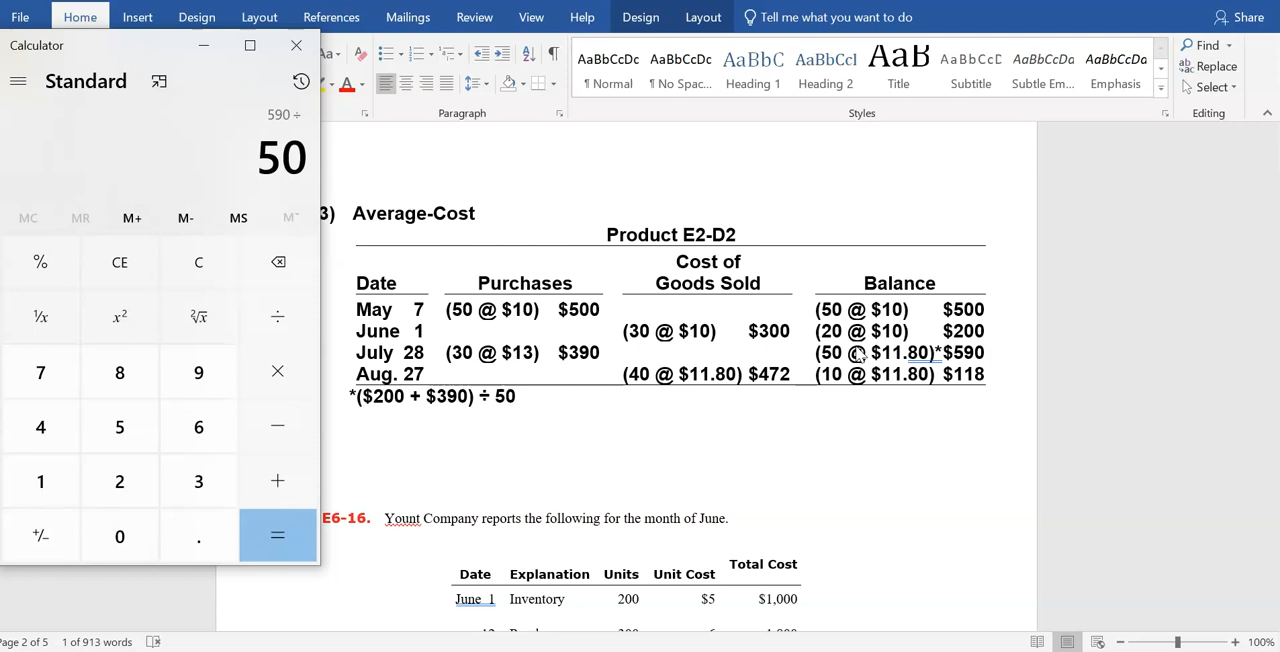 File Home Insert Design Layout References Mailings Review View Help Design Layout Tell me what you want to do Share
Calculator
Standard
590 ÷
50
MC MR M+ M- MS
% CE C
¹/x x² ²√x ÷
7 8 9 ×
4 5 6 −
1 2 3 +
+/− 0 . =
Aa
A
Paragraph
AaBbCcDc AaBbCcDc AaBbC AaBbCcI AaB AaBbCcD AaBbCcDa AaBbCcDa
¶ Normal ¶ No Spac... Heading 1 Heading 2 Title Subtitle Subtle Em... Emphasis
Styles
Find
Replace
Select
Editing
3) Average-Cost
Product E2-D2
Cost of
Date Purchases Goods Sold Balance
May 7 (50 @ $10) $500 (50 @ $10) $500
June 1 (30 @ $10) $300 (20 @ $10) $200
July 28 (30 @ $13) $390 (50 @ $11.80)* $590
Aug. 27 (40 @ $11.80) $472 (10 @ $11.80) $118
*($200 + $390) ÷ 50
E6-16. Yount Company reports the following for the month of June.
Total Cost
Date Explanation Units Unit Cost
June 1 Inventory 200 $5 $1,000
Page 2 of 5 1 of 913 words 100%